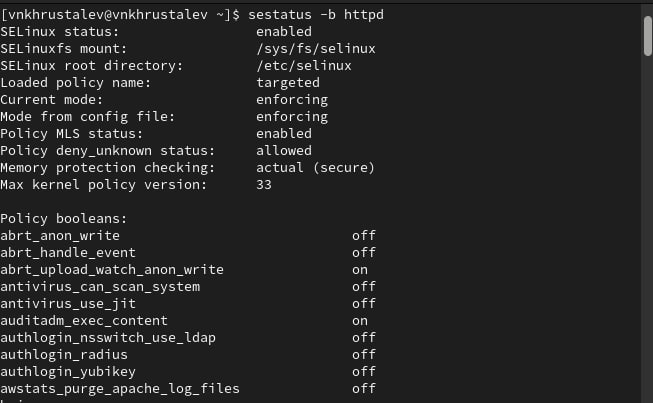 [vnkhrustalev@vnkhrustalev ~]$ sestatus -b httpd
SELinux status:                 enabled
SELinuxfs mount:                /sys/fs/selinux
SELinux root directory:         /etc/selinux
Loaded policy name:             targeted
Current mode:                   enforcing
Mode from config file:          enforcing
Policy MLS status:              enabled
Policy deny_unknown status:     allowed
Memory protection checking:     actual (secure)
Max kernel policy version:      33

Policy booleans:
abrt_anon_write                             off
abrt_handle_event                           off
abrt_upload_watch_anon_write                on
antivirus_can_scan_system                   off
antivirus_use_jit                           off
auditadm_exec_content                       on
authlogin_nsswitch_use_ldap                 off
authlogin_radius                            off
authlogin_yubikey                           off
awstats_purge_apache_log_files              off